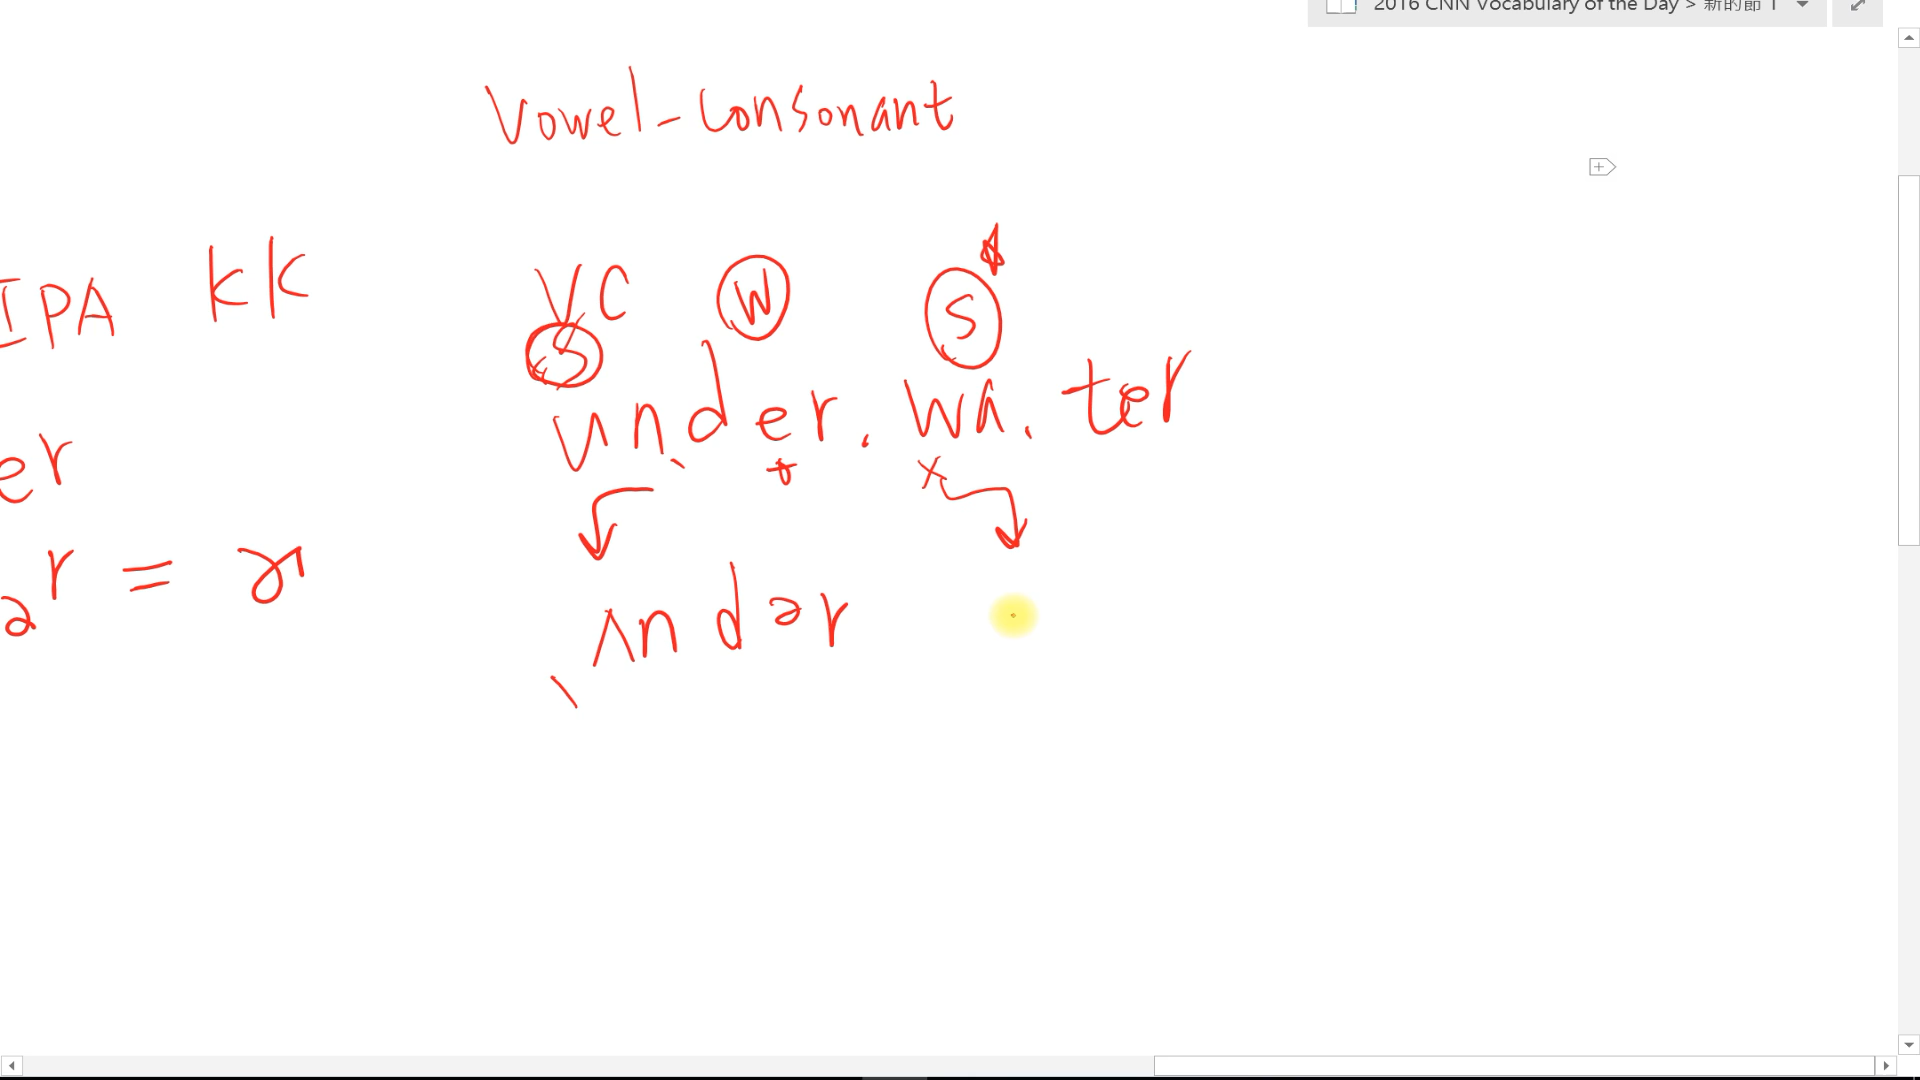 2016 CNN Vocabulary of the Day > 新的節 1
Vowel-Consonant
IPA KK
VC W S
S
un.der.wa.ter
er
ər = ɚ
ˌʌndər